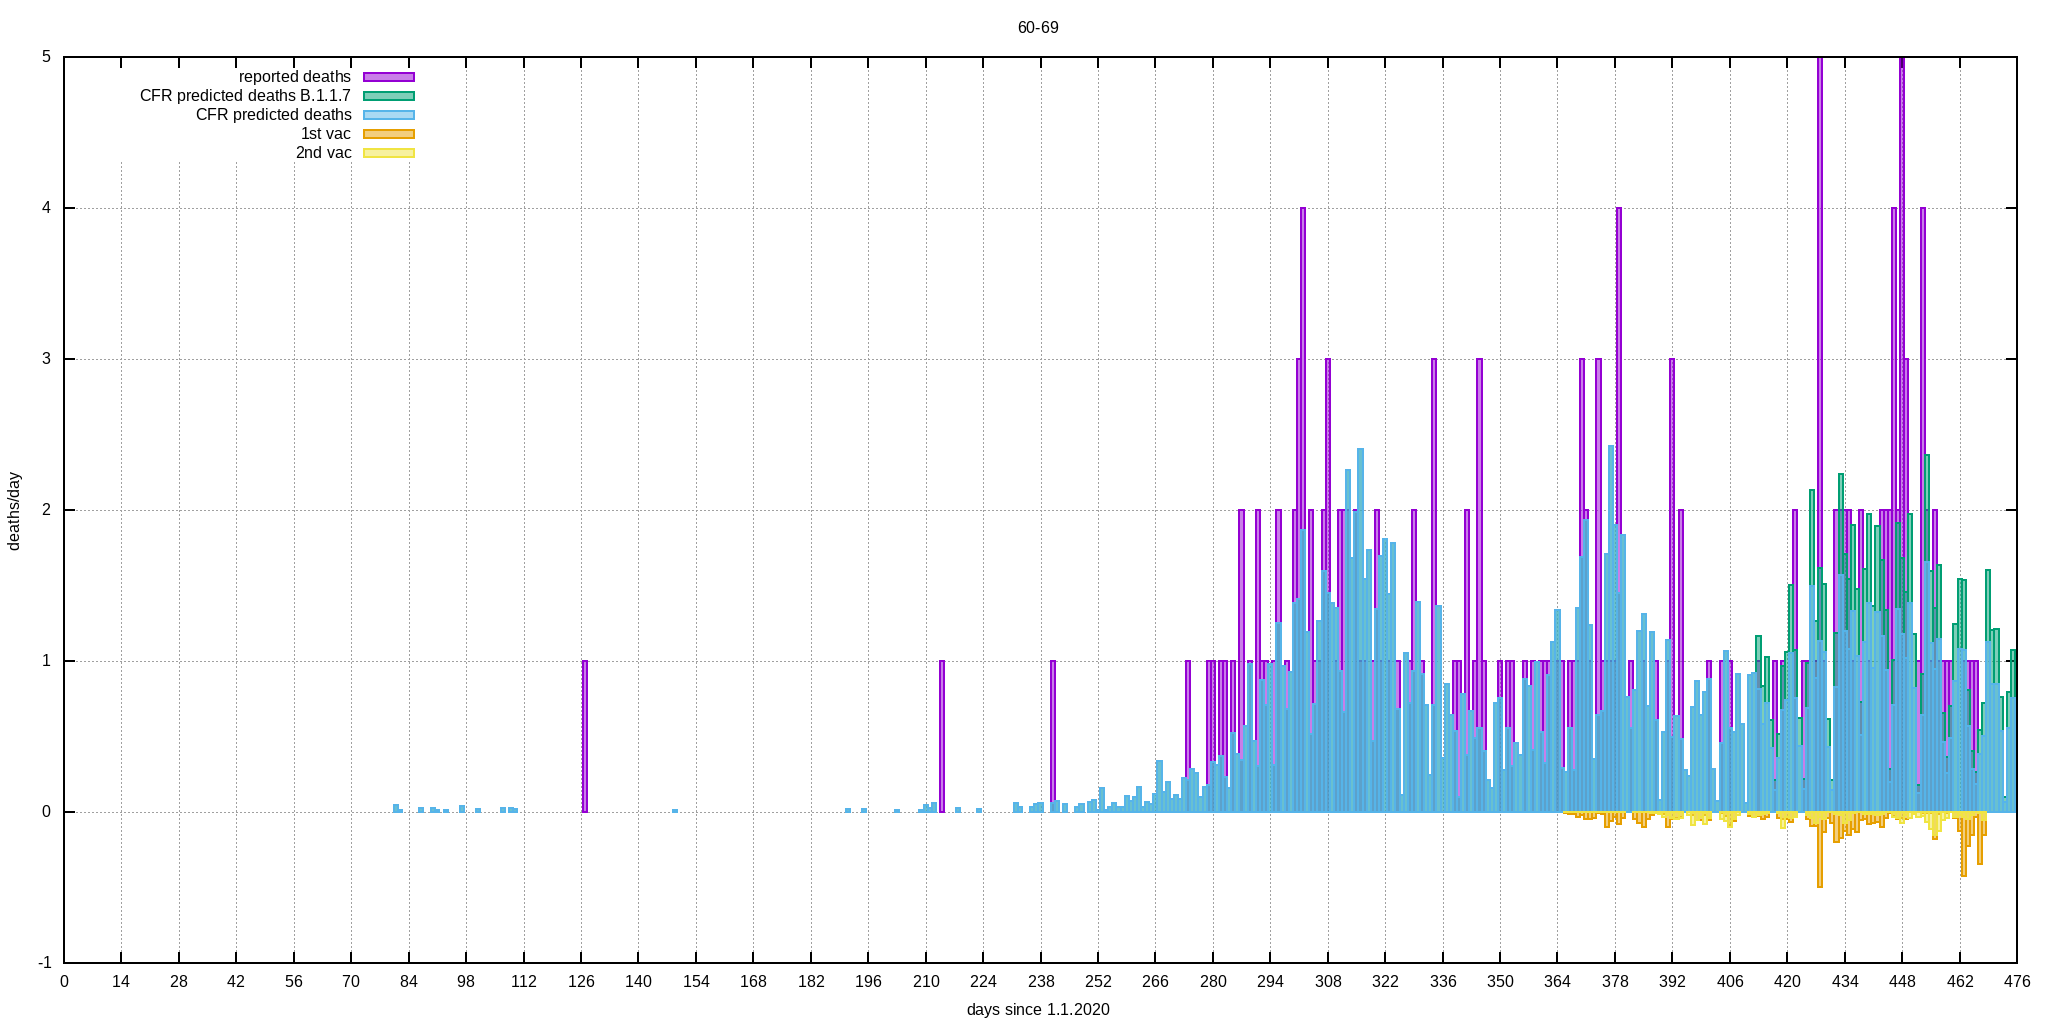 60-69
reported deaths
CFR predicted deaths B.1.1.7
CFR predicted deaths
1st vac
2nd vac
5
4
3
2
1
0
-1
deaths/day
0 14 28 42 56 70 84 98 112 126 140 154 168 182 196 210 224 238 252 266 280 294 308 322 336 350 364 378 392 406 420 434 448 462 476
days since 1.1.2020